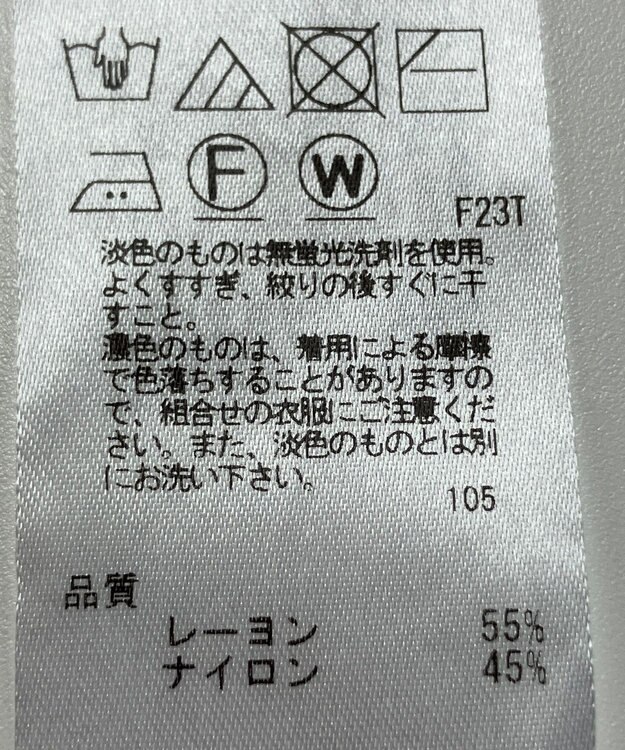 F
W
F23T
淡色のものは無蛍光洗剤を使用。
よくすすぎ、絞りの後すぐに干
すこと。
濃色のものは、着用による摩擦
で色落ちすることがありますの
で、組合せの衣服にご注意くだ
さい。また、淡色のものとは別
にお洗い下さい。
105
品質
レーヨン 55%
ナイロン 45%